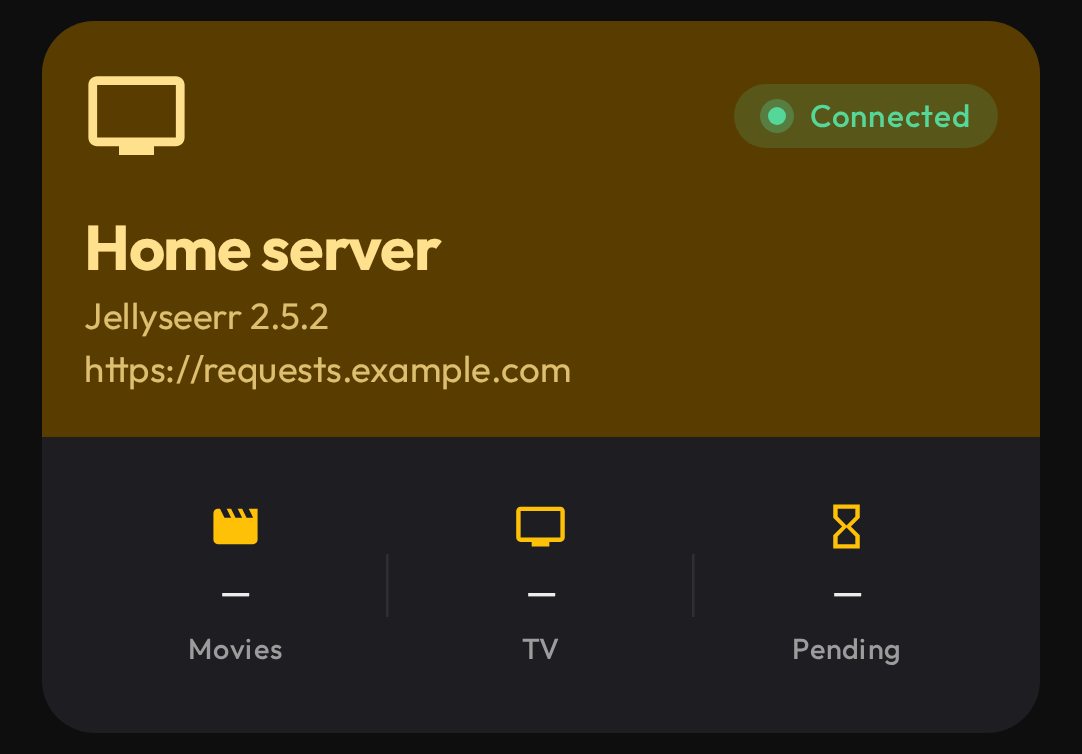 Connected
Home server
Jellyseerr 2.5.2
https://requests.example.com
— — —
Movies TV Pending